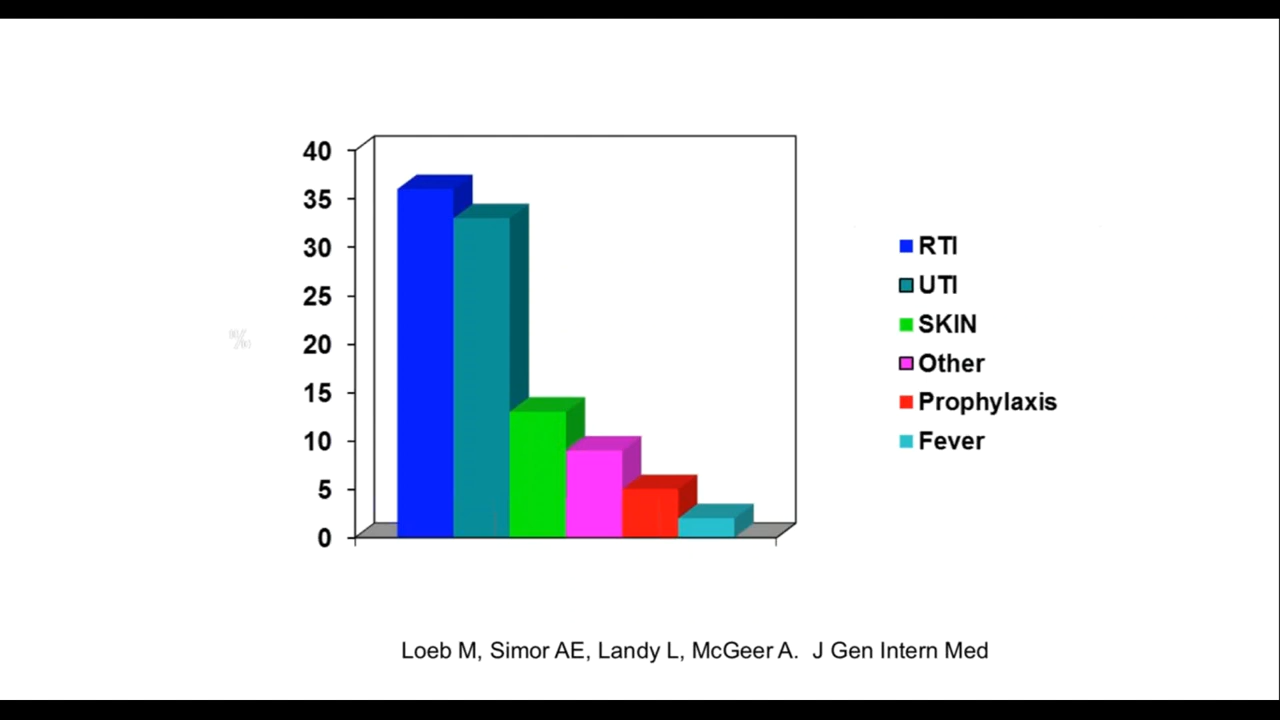 40
35
30
25
20
15
10
5
0
%
RTI
UTI
SKIN
Other
Prophylaxis
Fever
Loeb M, Simor AE, Landy L, McGeer A. J Gen Intern Med